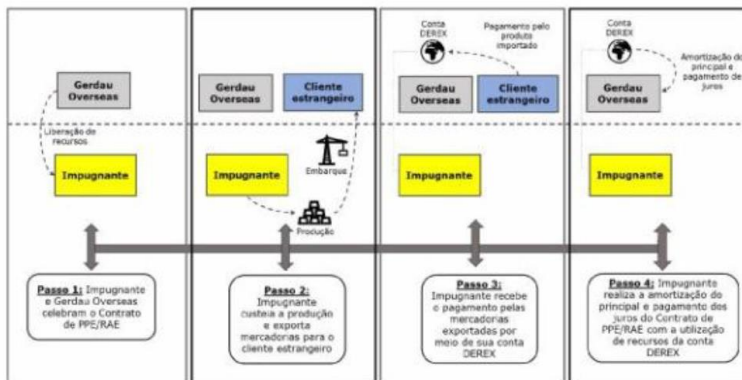 Gerdau
Overseas
Liberação de
recursos
Impugnante
Passo 1: Impugnante
e Gerdau Overseas
celebram o Contrato
de PPE/RAE
Gerdau
Overseas
Cliente
estrangeiro
Impugnante
Embarque
Produção
Passo 2:
Impugnante
custeia a produção e
exporta
mercadorias para o
cliente estrangeiro
Conta
DEREX
Pagamento pelo
produto
importado
Gerdau
Overseas
Cliente
estrangeiro
Impugnante
Passo 3:
Impugnante recebe
o pagamento pelas
mercadorias
exportadas por
meio de sua conta
DEREX
Conta
DEREX
Amortização do
principal e
pagamento de
juros
Gerdau
Overseas
Impugnante
Passo 4: Impugnante
realiza a amortização do
principal e pagamento dos
juros do Contrato de
PPE/RAE com a utilização
de recursos da conta
DEREX